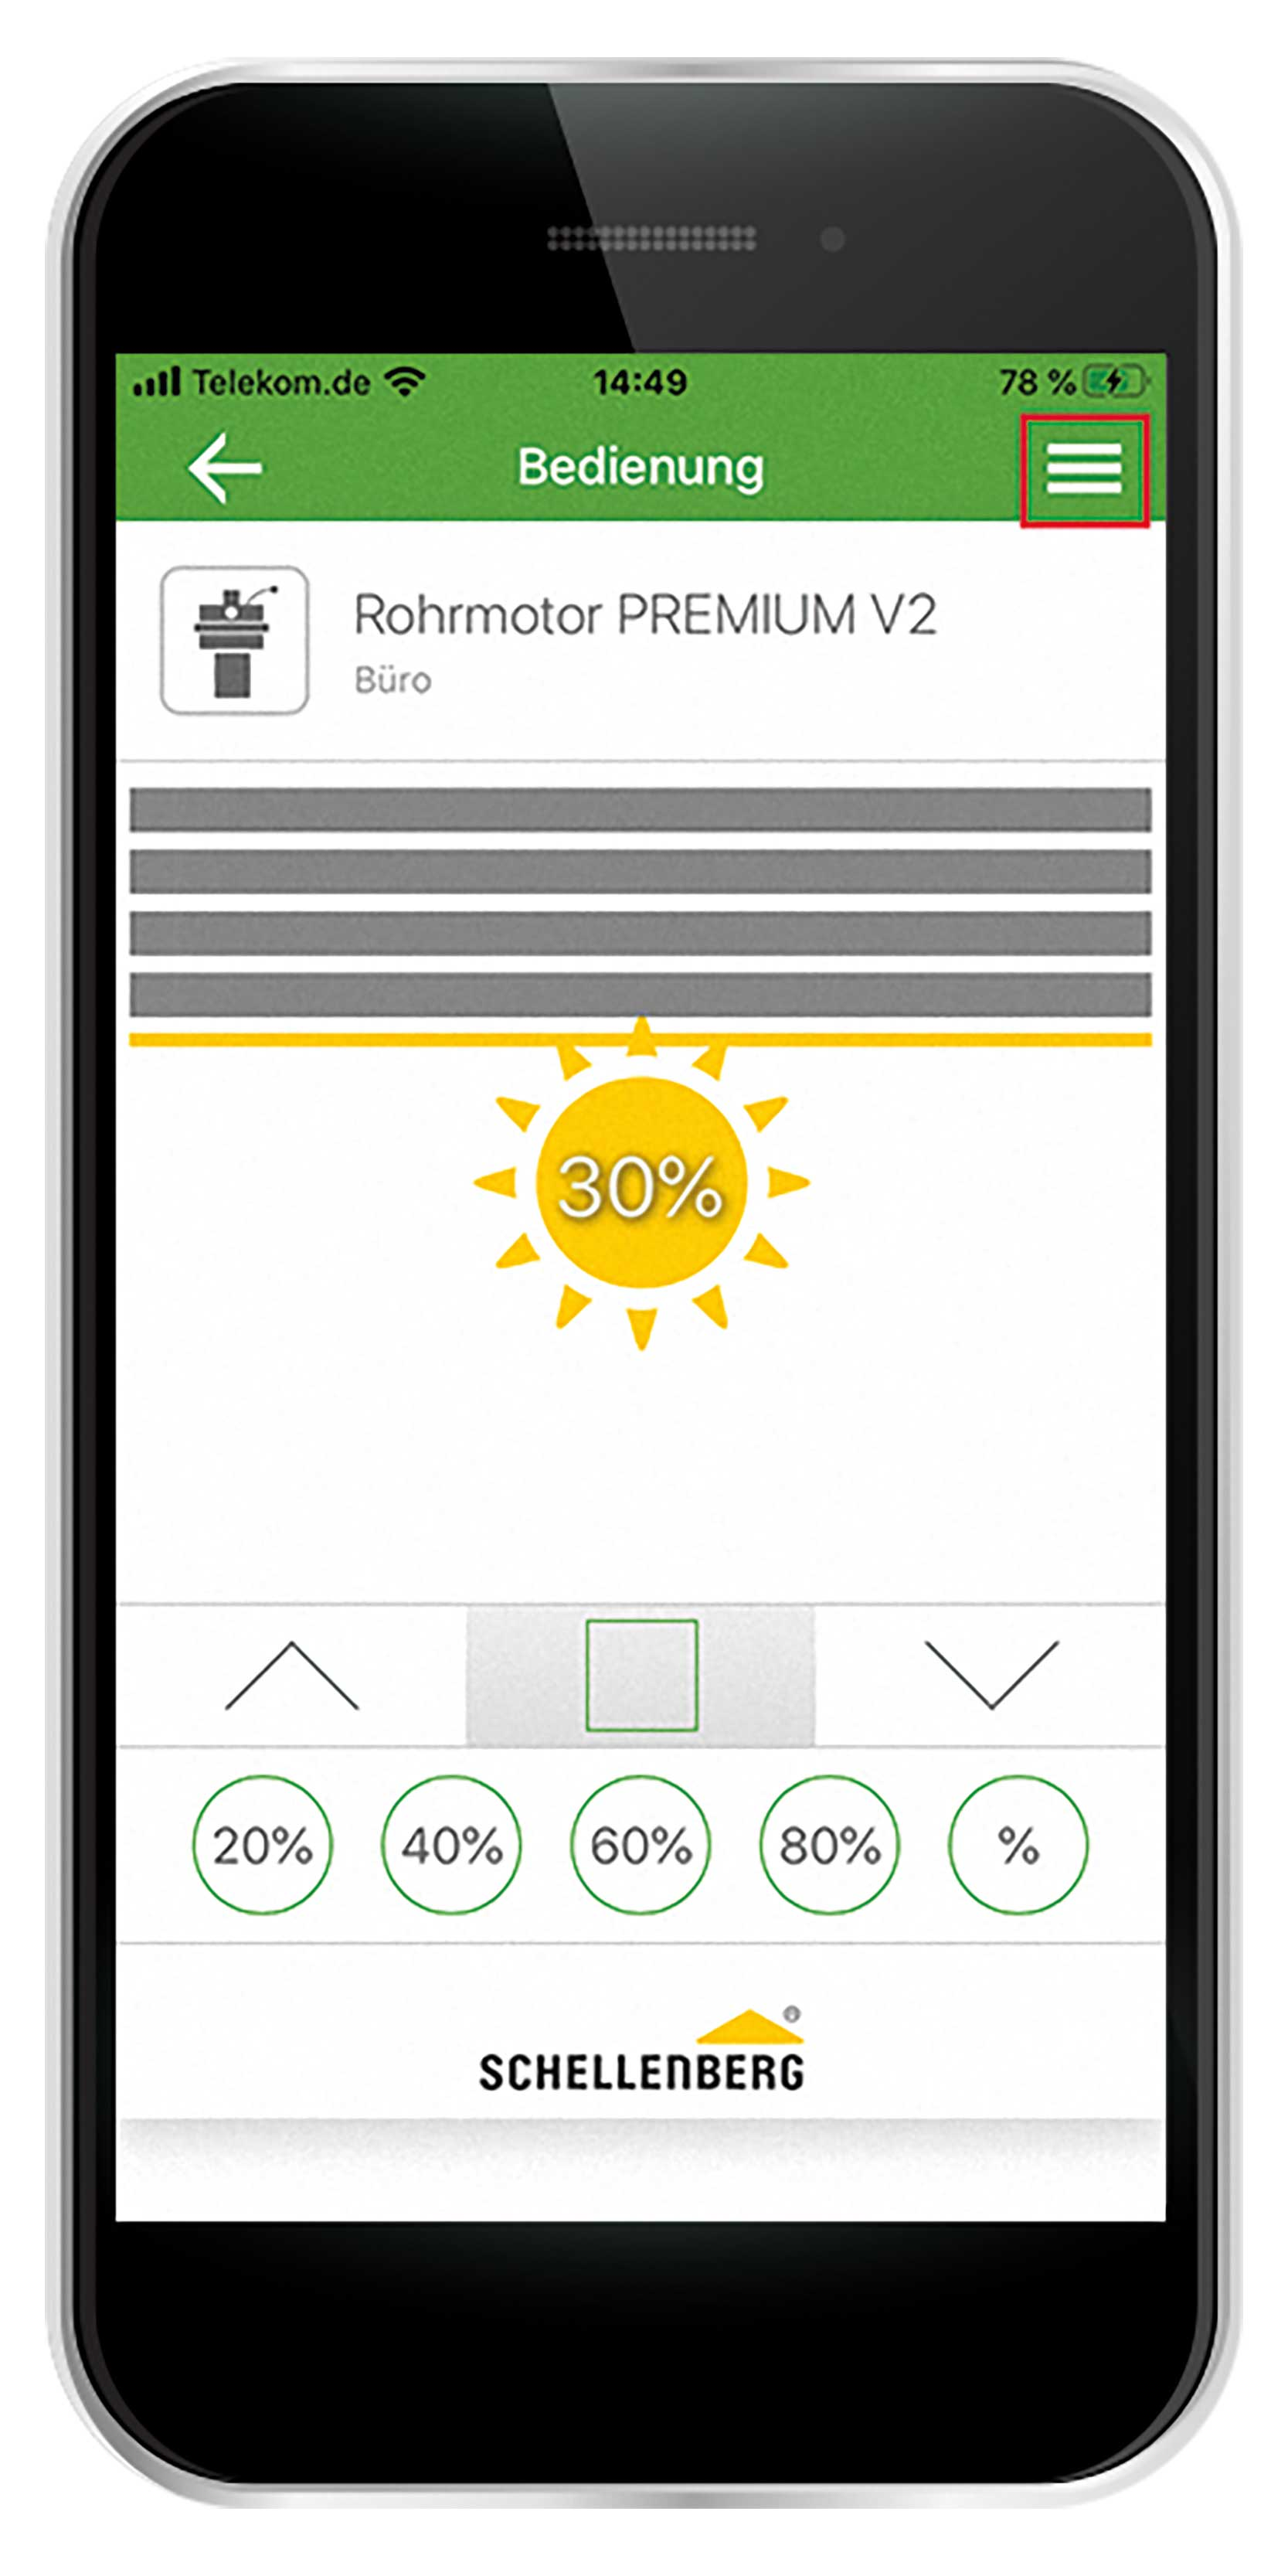 Telekom.de 14:49 78 %
Bedienung
Rohrmotor PREMIUM V2
Büro
30%
20% 40% 60% 80% %
SCHELLENBERG®